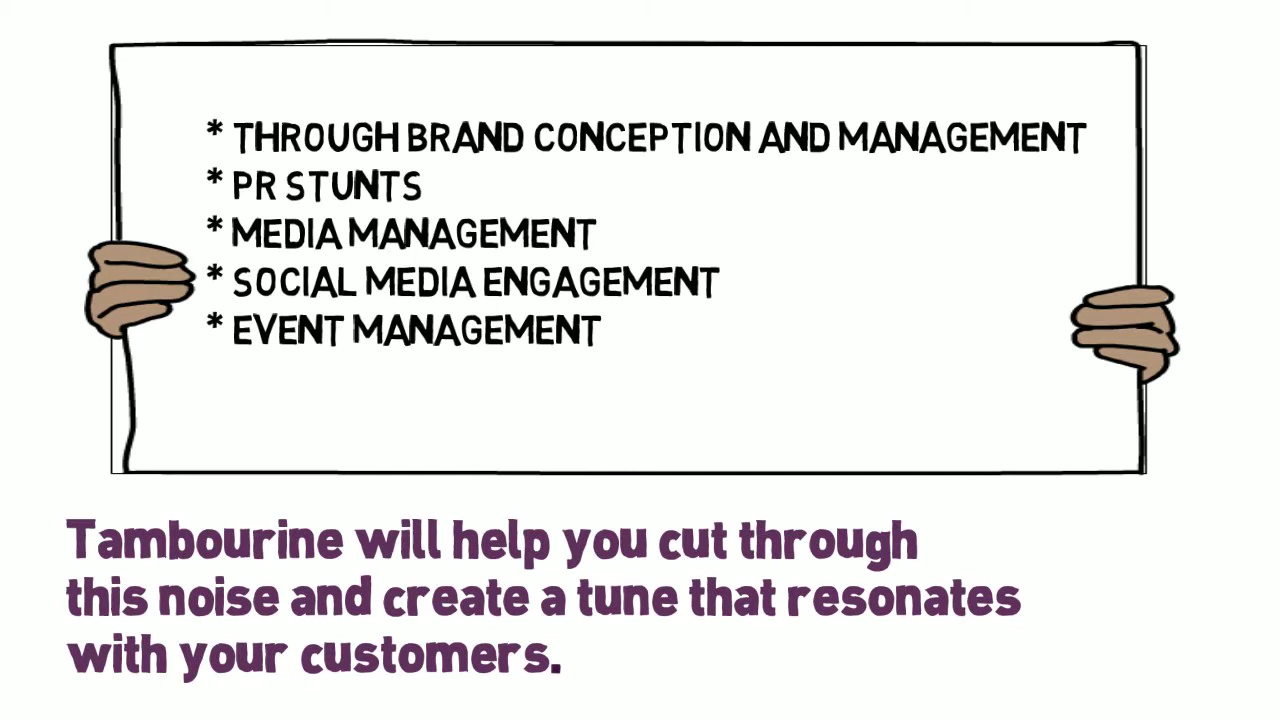 * THROUGH BRAND CONCEPTION AND MANAGEMENT
* PR STUNTS
* MEDIA MANAGEMENT
* SOCIAL MEDIA ENGAGEMENT
* EVENT MANAGEMENT
Tambourine will help you cut through
this noise and create a tune that resonates
with your customers.